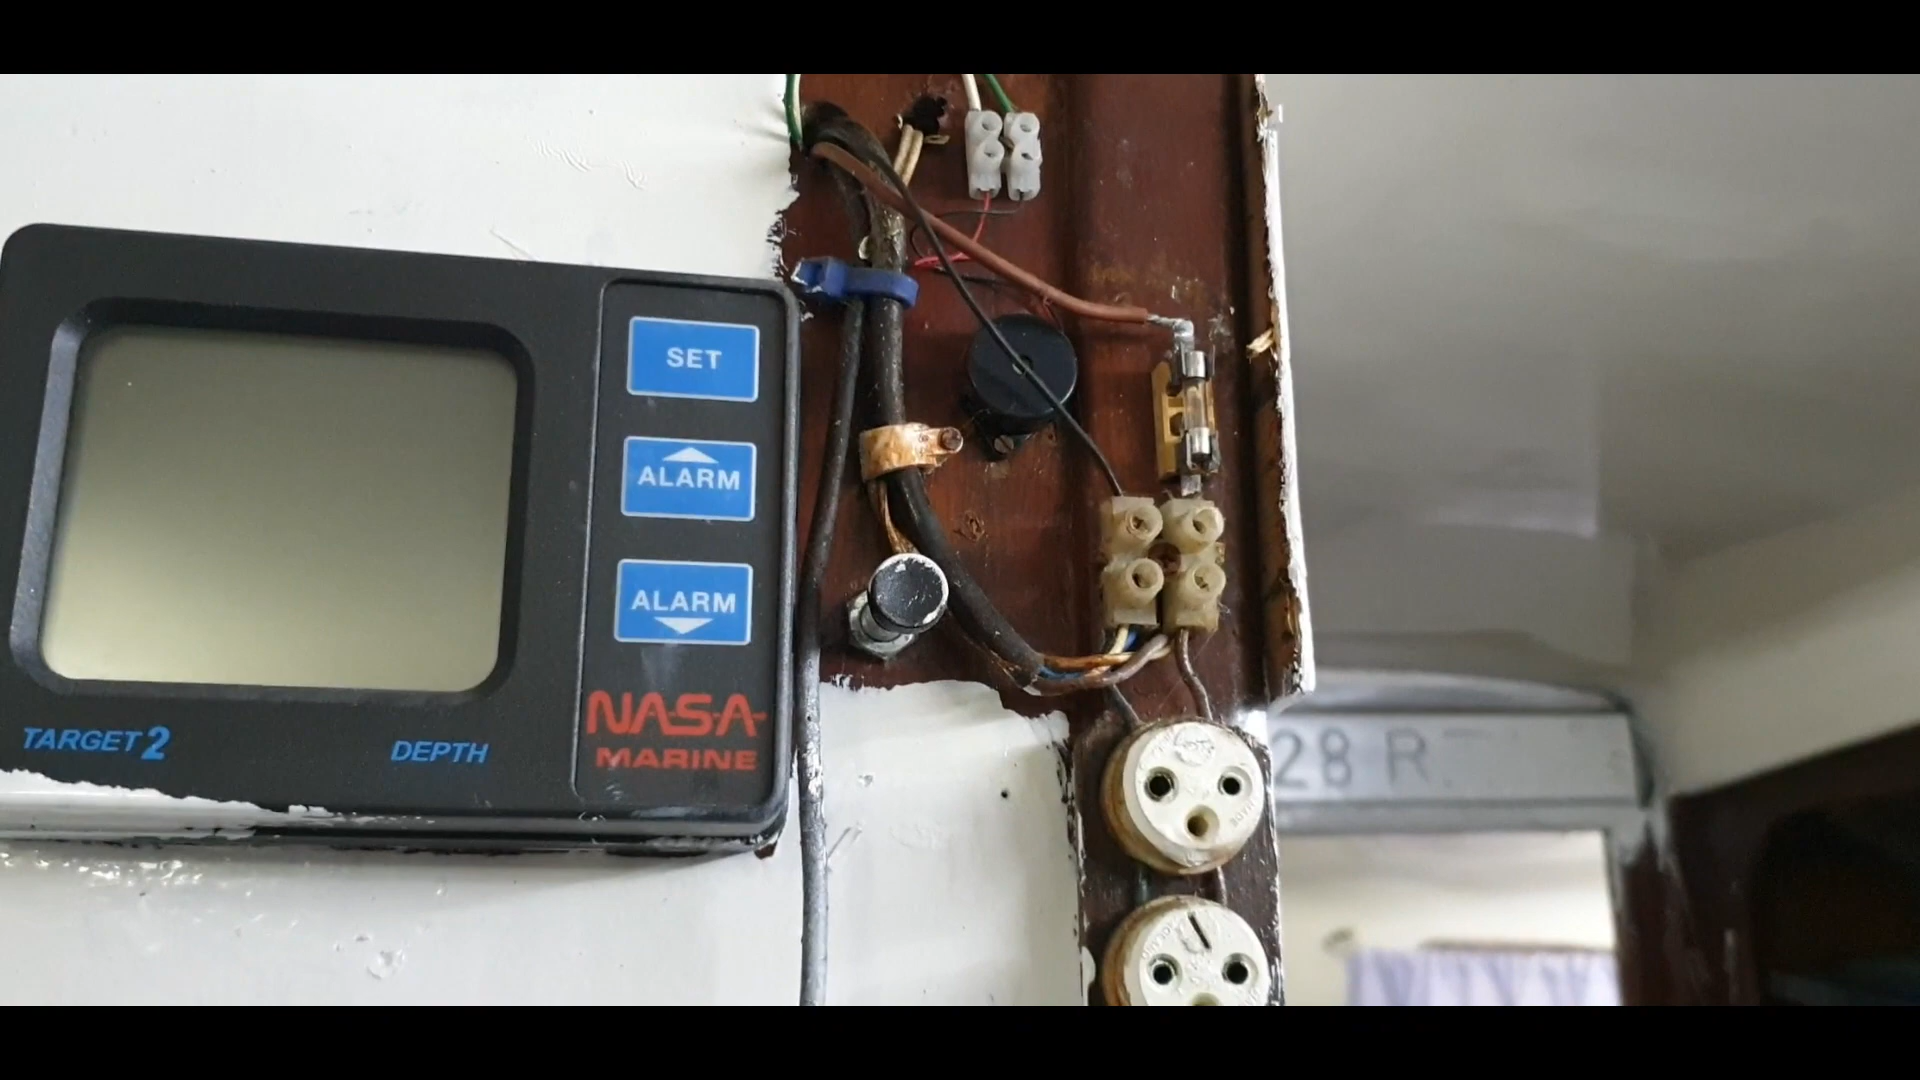 SET
ALARM
ALARM
NASA
MARINE
TARGET 2
DEPTH
28 R